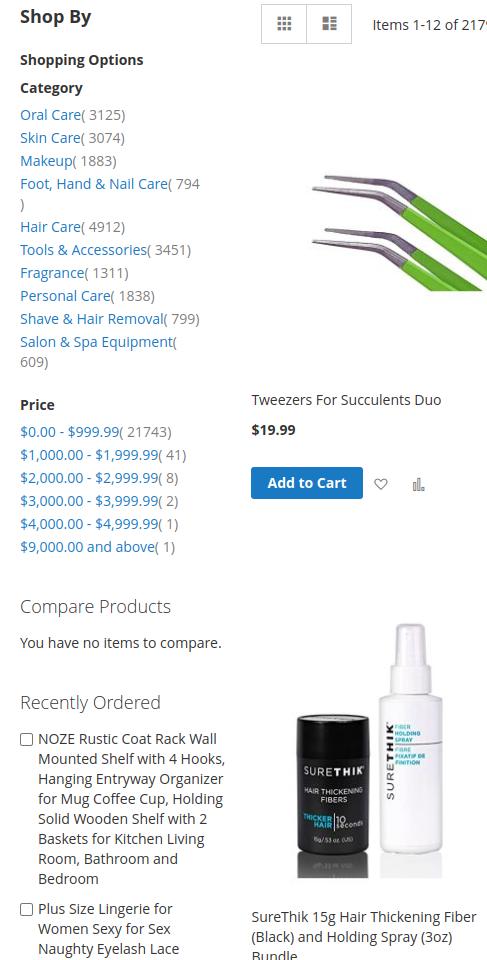 Shop By
Items 1-12 of 2179
Shopping Options
Category
Oral Care( 3125)
Skin Care( 3074)
Makeup( 1883)
Foot, Hand & Nail Care( 794
)
Hair Care( 4912)
Tools & Accessories( 3451)
Fragrance( 1311)
Personal Care( 1838)
Shave & Hair Removal( 799)
Salon & Spa Equipment(
609)
Price
$0.00 - $999.99( 21743)
$1,000.00 - $1,999.99( 41)
$2,000.00 - $2,999.99( 8)
$3,000.00 - $3,999.99( 2)
$4,000.00 - $4,999.99( 1)
$9,000.00 and above( 1)
Compare Products
You have no items to compare.
Recently Ordered
NOZE Rustic Coat Rack Wall
Mounted Shelf with 4 Hooks,
Hanging Entryway Organizer
for Mug Coffee Cup, Holding
Solid Wooden Shelf with 2
Baskets for Kitchen Living
Room, Bathroom and
Bedroom
Plus Size Lingerie for
Women Sexy for Sex
Naughty Eyelash Lace
Tweezers For Succulents Duo
$19.99
Add to Cart
SURETHIK
HAIR THICKENING
FIBERS
THICKER
HAIR
10
seconds
15g/.53 oz. (US)
SURETHIK
FIBER
HOLDING
SPRAY
FIBRE
FIXATIF DE
FINITION
SureThik 15g Hair Thickening Fiber
(Black) and Holding Spray (3oz)
Bundle